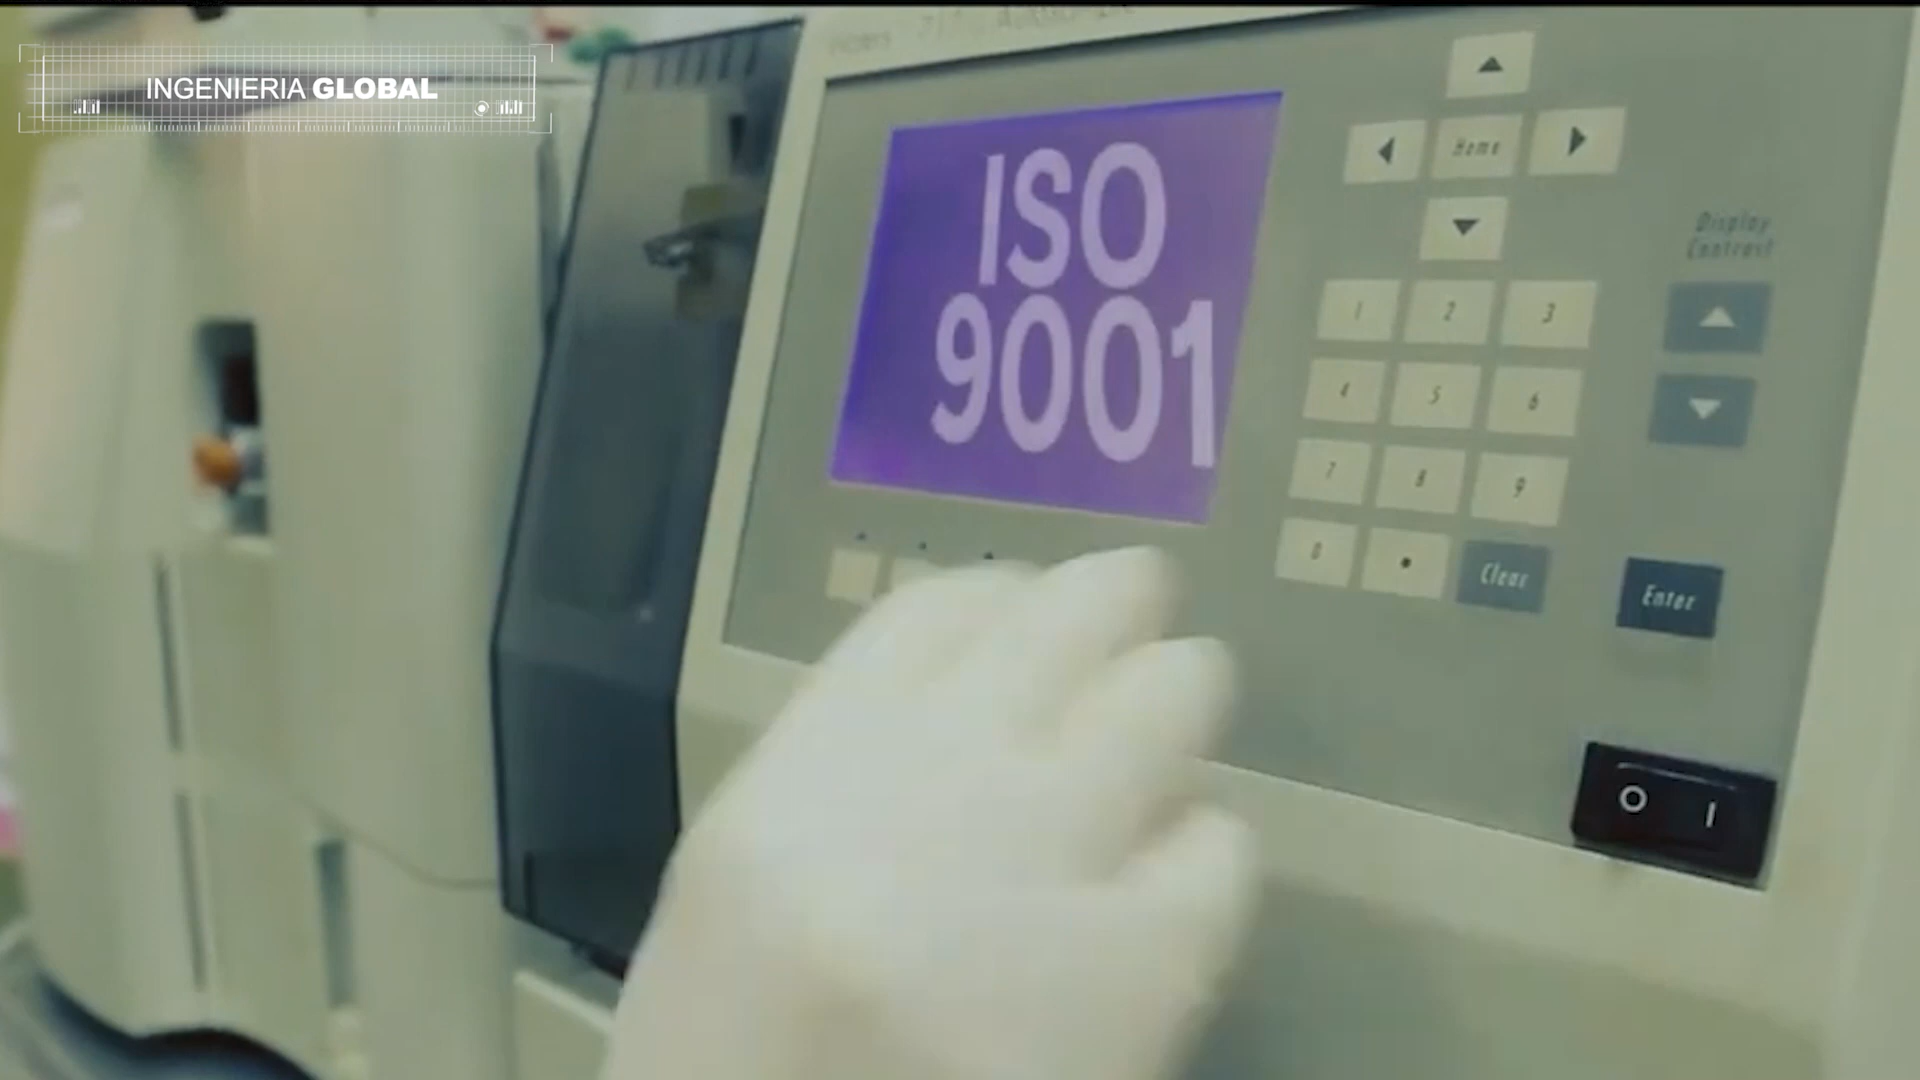 INGENIERIA GLOBAL
ISO
9001
Home
Display
Contrast
1 2 3
4 5 6
7 8 9
0 . Clear
Enter
O I